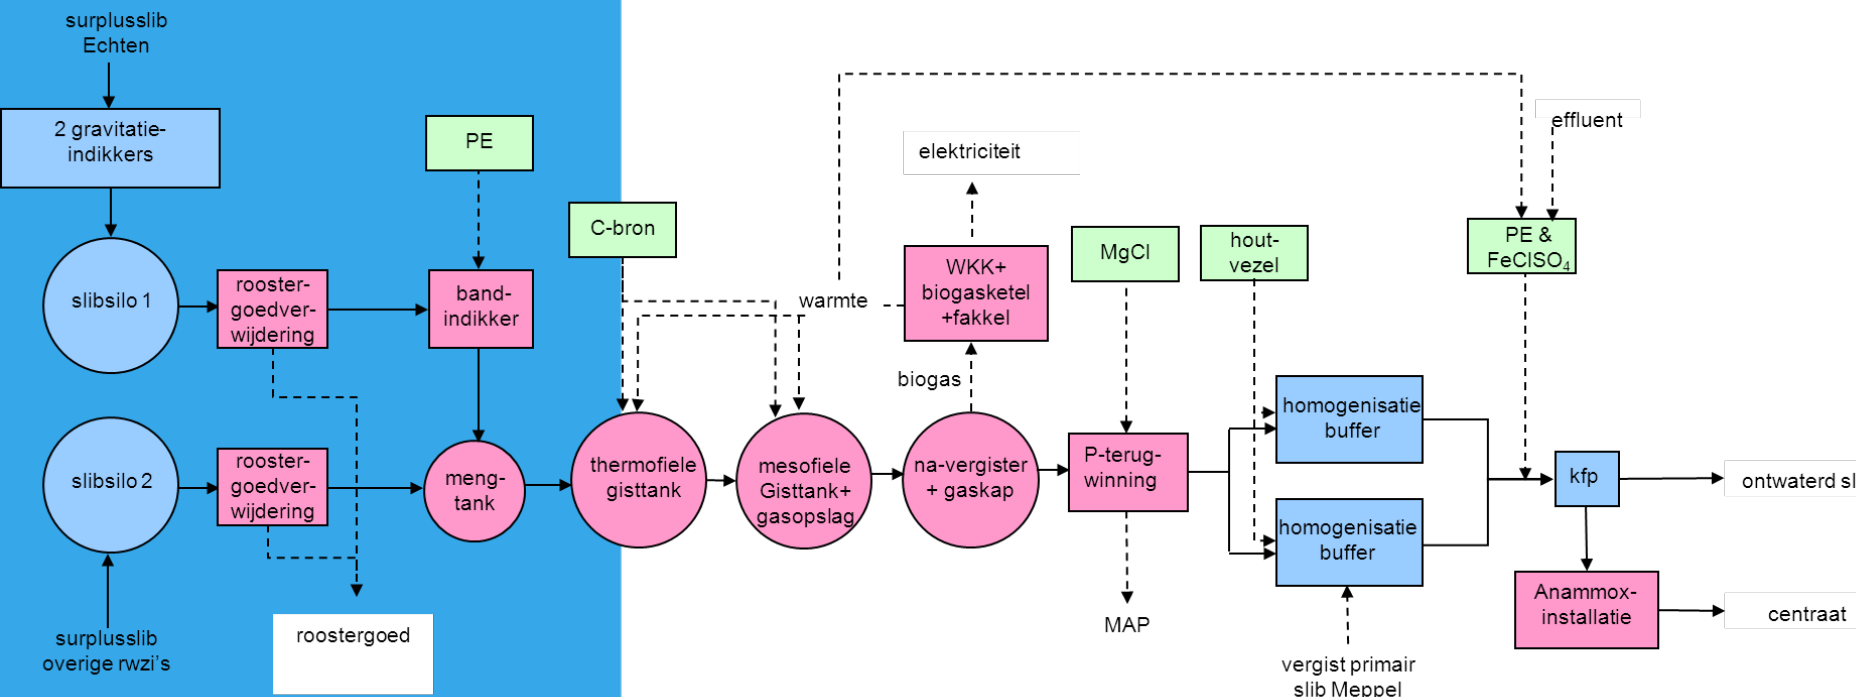 surplusslib
Echten
2 gravitatie-
indikkers
PE
C-bron
slibsilo 1
rooster-
goedver-
wijdering
band-
indikker
slibsilo 2
rooster-
goedver-
wijdering
meng-
tank
surplusslib
overige rwzi's
roostergoed
thermofiele
gisttank
mesofiele
Gisttank+
gasopslag
na-vergister
+ gaskap
biogas
warmte
WKK+
biogasketel
+fakkel
elektriciteit
MgCl
P-terug-
winning
MAP
hout-
vezel
homogenisatie
buffer
homogenisatie
buffer
vergist primair
slib Meppel
effluent
PE &
FeClSO4
kfp
ontwaterd sl
Anammox-
installatie
centraat